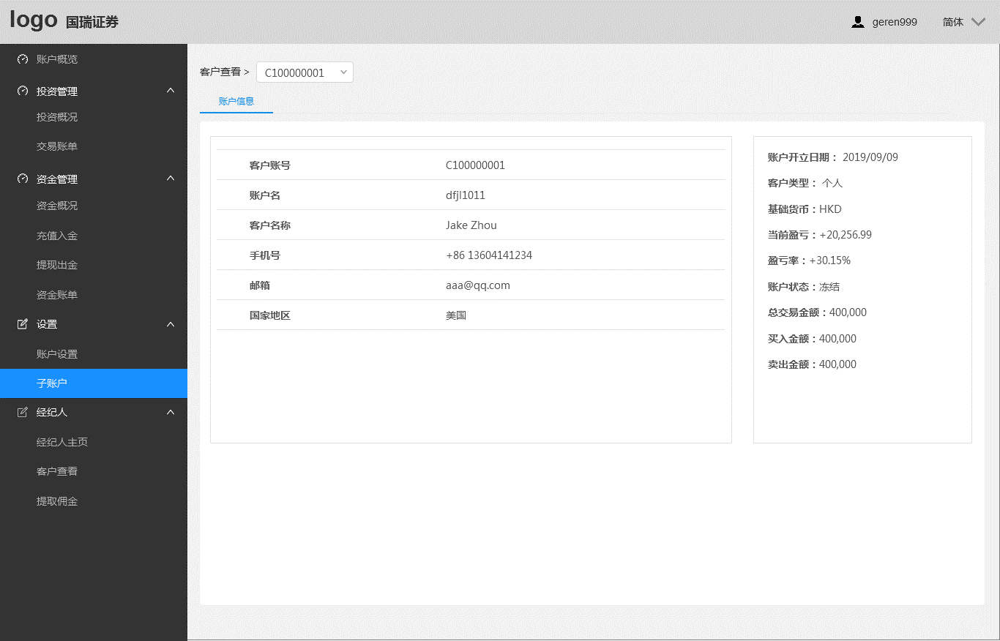 logo 国瑞证券
geren999
简体
账户概览
投资管理
投资概况
交易账单
资金管理
资金概况
充值入金
提现出金
资金账单
设置
账户设置
子账户
经纪人
经纪人主页
客户查看
提取佣金
客户查看 >
C100000001
账户信息
客户账号 C100000001
账户名 dfjl1011
客户名称 Jake Zhou
手机号 +86 13604141234
邮箱 aaa@qq.com
国家地区 美国
账户开立日期： 2019/09/09
客户类型： 个人
基础货币：HKD
当前盈亏：+20,256.99
盈亏率：+30.15%
账户状态：冻结
总交易金额：400,000
买入金额：400,000
卖出金额：400,000